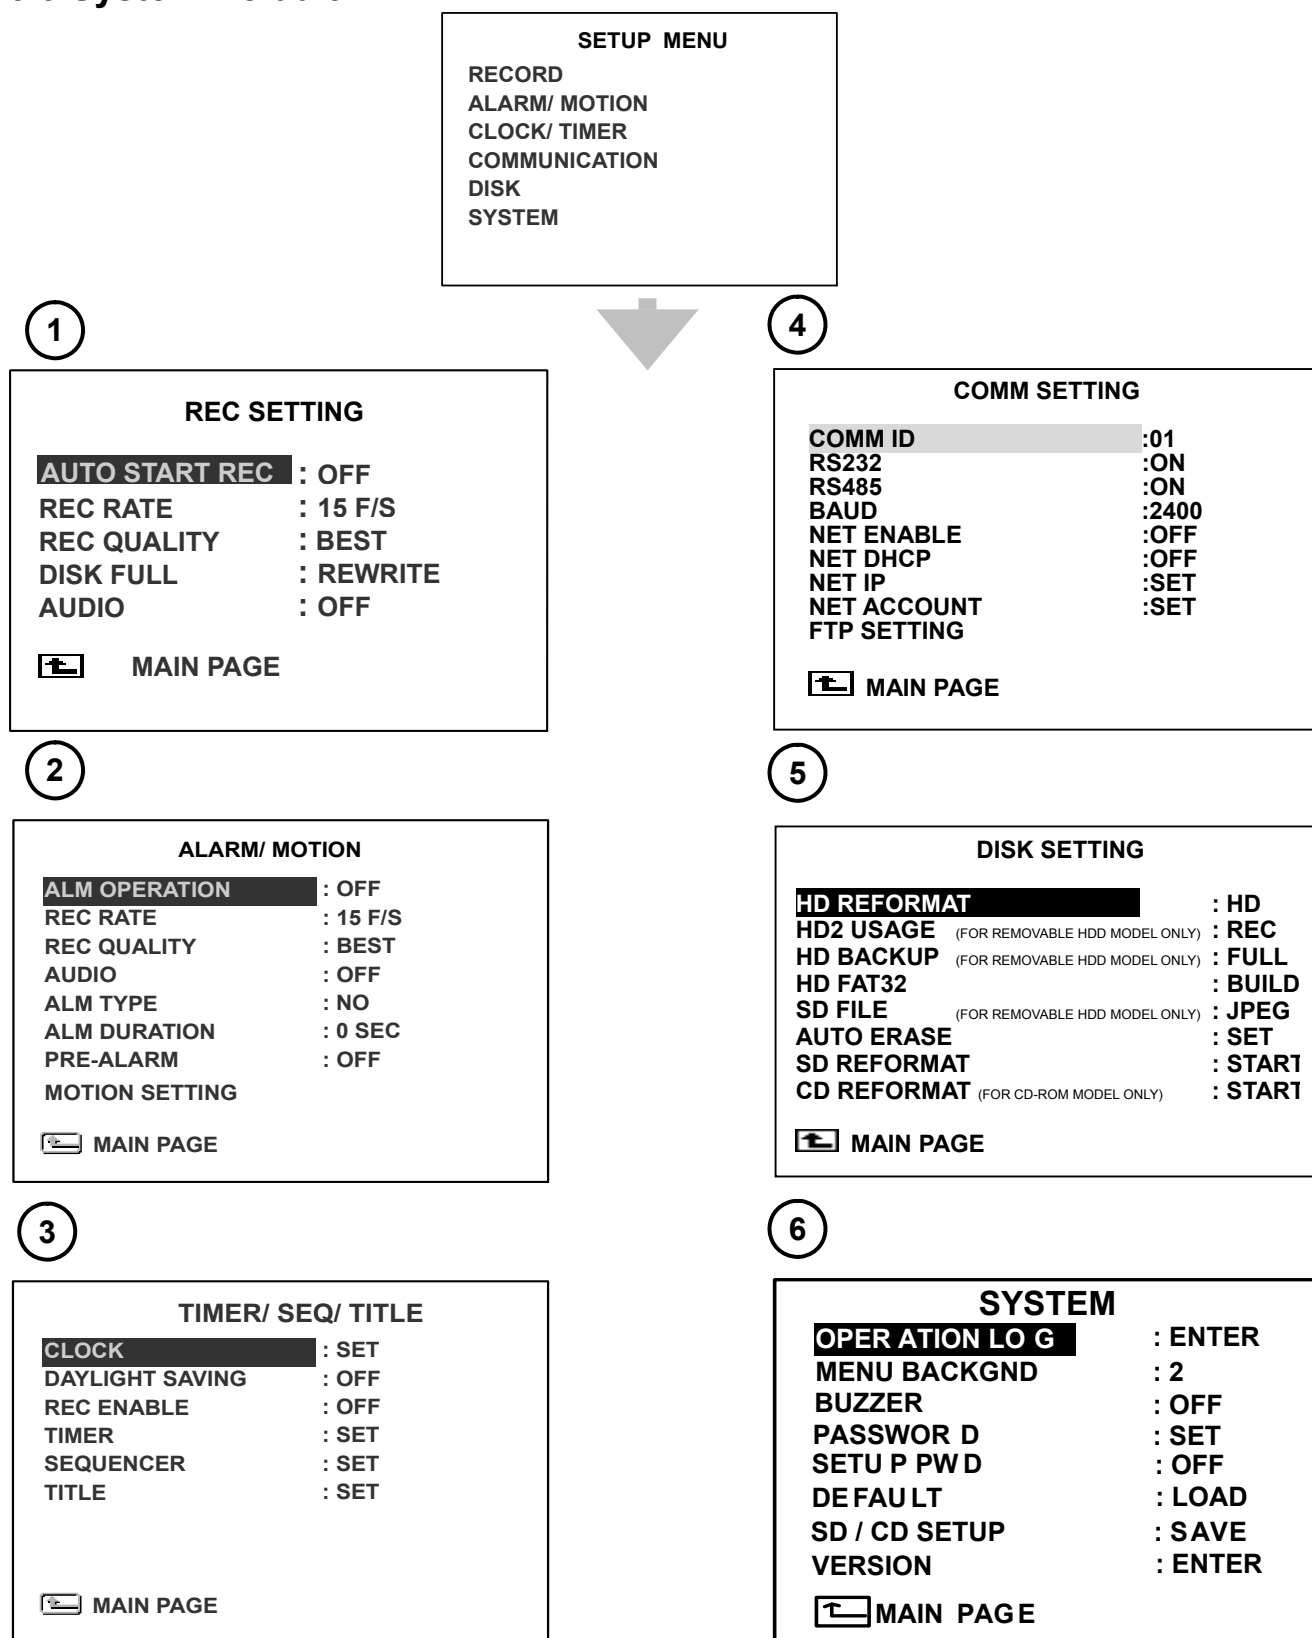 SETUP MENU
RECORD
ALARM/ MOTION
CLOCK/ TIMER
COMMUNICATION
DISK
SYSTEM
1
REC SETTING
AUTO START REC : OFF
REC RATE : 15 F/S
REC QUALITY : BEST
DISK FULL : REWRITE
AUDIO : OFF
MAIN PAGE
2
ALARM/ MOTION
ALM OPERATION : OFF
REC RATE : 15 F/S
REC QUALITY : BEST
AUDIO : OFF
ALM TYPE : NO
ALM DURATION : 0 SEC
PRE-ALARM : OFF
MOTION SETTING
MAIN PAGE
3
TIMER/ SEQ/ TITLE
CLOCK : SET
DAYLIGHT SAVING : OFF
REC ENABLE : OFF
TIMER : SET
SEQUENCER : SET
TITLE : SET
MAIN PAGE
4
COMM SETTING
COMM ID :01
RS232 :ON
RS485 :ON
BAUD :2400
NET ENABLE :OFF
NET DHCP :OFF
NET IP :SET
NET ACCOUNT :SET
FTP SETTING
MAIN PAGE
5
DISK SETTING
HD REFORMAT : HD
HD2 USAGE (FOR REMOVABLE HDD MODEL ONLY) : REC
HD BACKUP (FOR REMOVABLE HDD MODEL ONLY) : FULL
HD FAT32 : BUILD
SD FILE (FOR REMOVABLE HDD MODEL ONLY) : JPEG
AUTO ERASE : SET
SD REFORMAT : START
CD REFORMAT (FOR CD-ROM MODEL ONLY) : START
MAIN PAGE
6
SYSTEM
OPER ATION LO G : ENTER
MENU BACKGND : 2
BUZZER : OFF
PASSWOR D : SET
SETU P PW D : OFF
DE FAU LT : LOAD
SD / CD SETUP : SAVE
VERSION : ENTER
MAIN PAGE